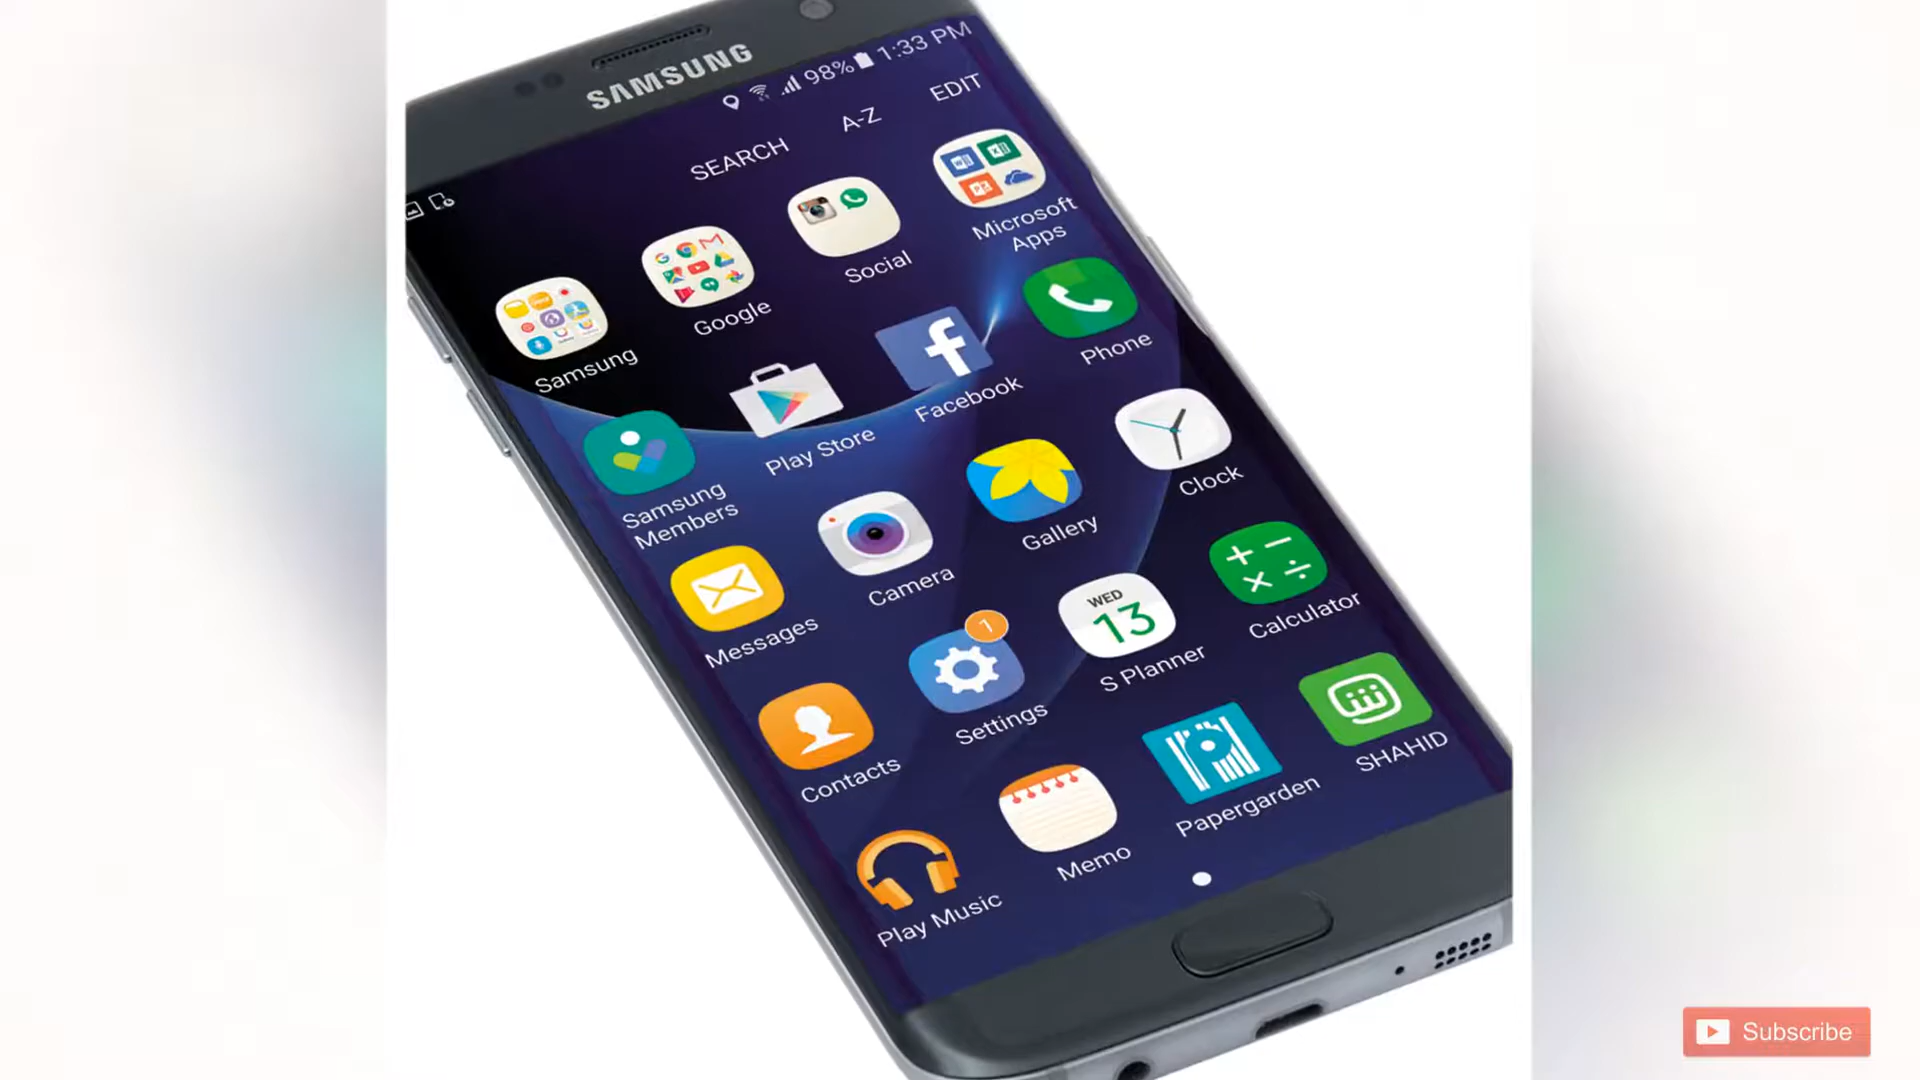 SAMSUNG
98% 1:33 PM
SEARCH A-Z EDIT
Samsung
Google
Social
Microsoft
Apps
Samsung
Members
Play Store
Facebook
Phone
Messages
Camera
Gallery
Clock
Contacts
Settings
1
WED
13
S Planner
Calculator
Play Music
Memo
Papergarden
SHAHID
Subscribe